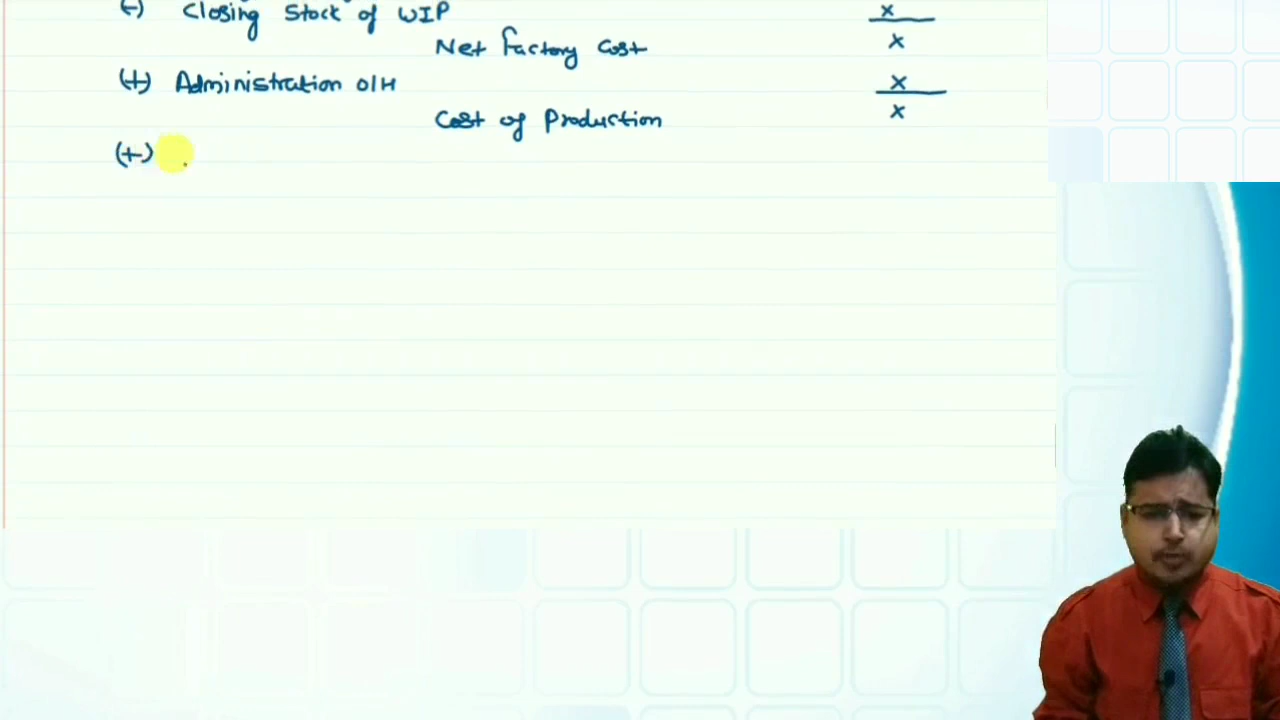 (-) Closing Stock of WIP x
Net Factory Cost x
(+) Administration O/H x
Cost of Production x
(+)